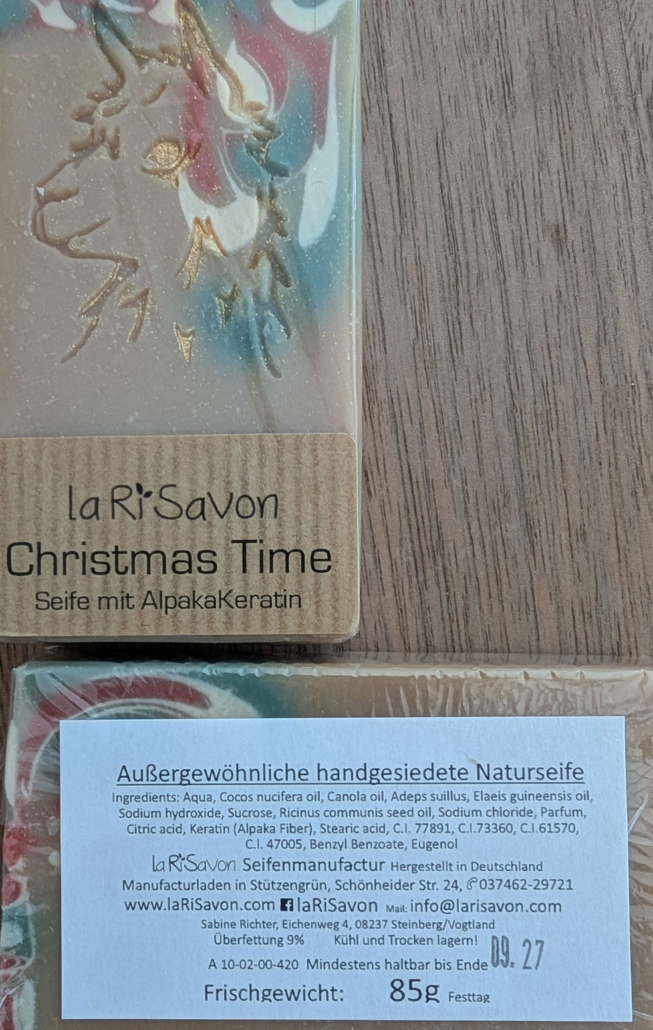 laRiSavon
Christmas Time
Seife mit AlpakaKeratin
Außergewöhnliche handgesiedete Naturseife
Ingredients: Aqua, Cocos nucifera oil, Canola oil, Adeps suillus, Elaeis guineensis oil,
Sodium hydroxide, Sucrose, Ricinus communis seed oil, Sodium chloride, Parfum,
Citric acid, Keratin (Alpaka Fiber), Stearic acid, C.I. 77891, C.I.73360, C.I.61570,
C.I. 47005, Benzyl Benzoate, Eugenol
laRiSavon Seifenmanufactur Hergestellt in Deutschland
Manufacturladen in Stützengrün, Schönheider Str. 24, ✆037462-29721
www.laRiSavon.com f laRiSavon Mail: info@larisavon.com
Sabine Richter, Eichenweg 4, 08237 Steinberg/Vogtland
Überfettung 9% Kühl und Trocken lagern!
A 10-02-00-420 Mindestens haltbar bis Ende 09. 27
Frischgewicht: 85g Festtag